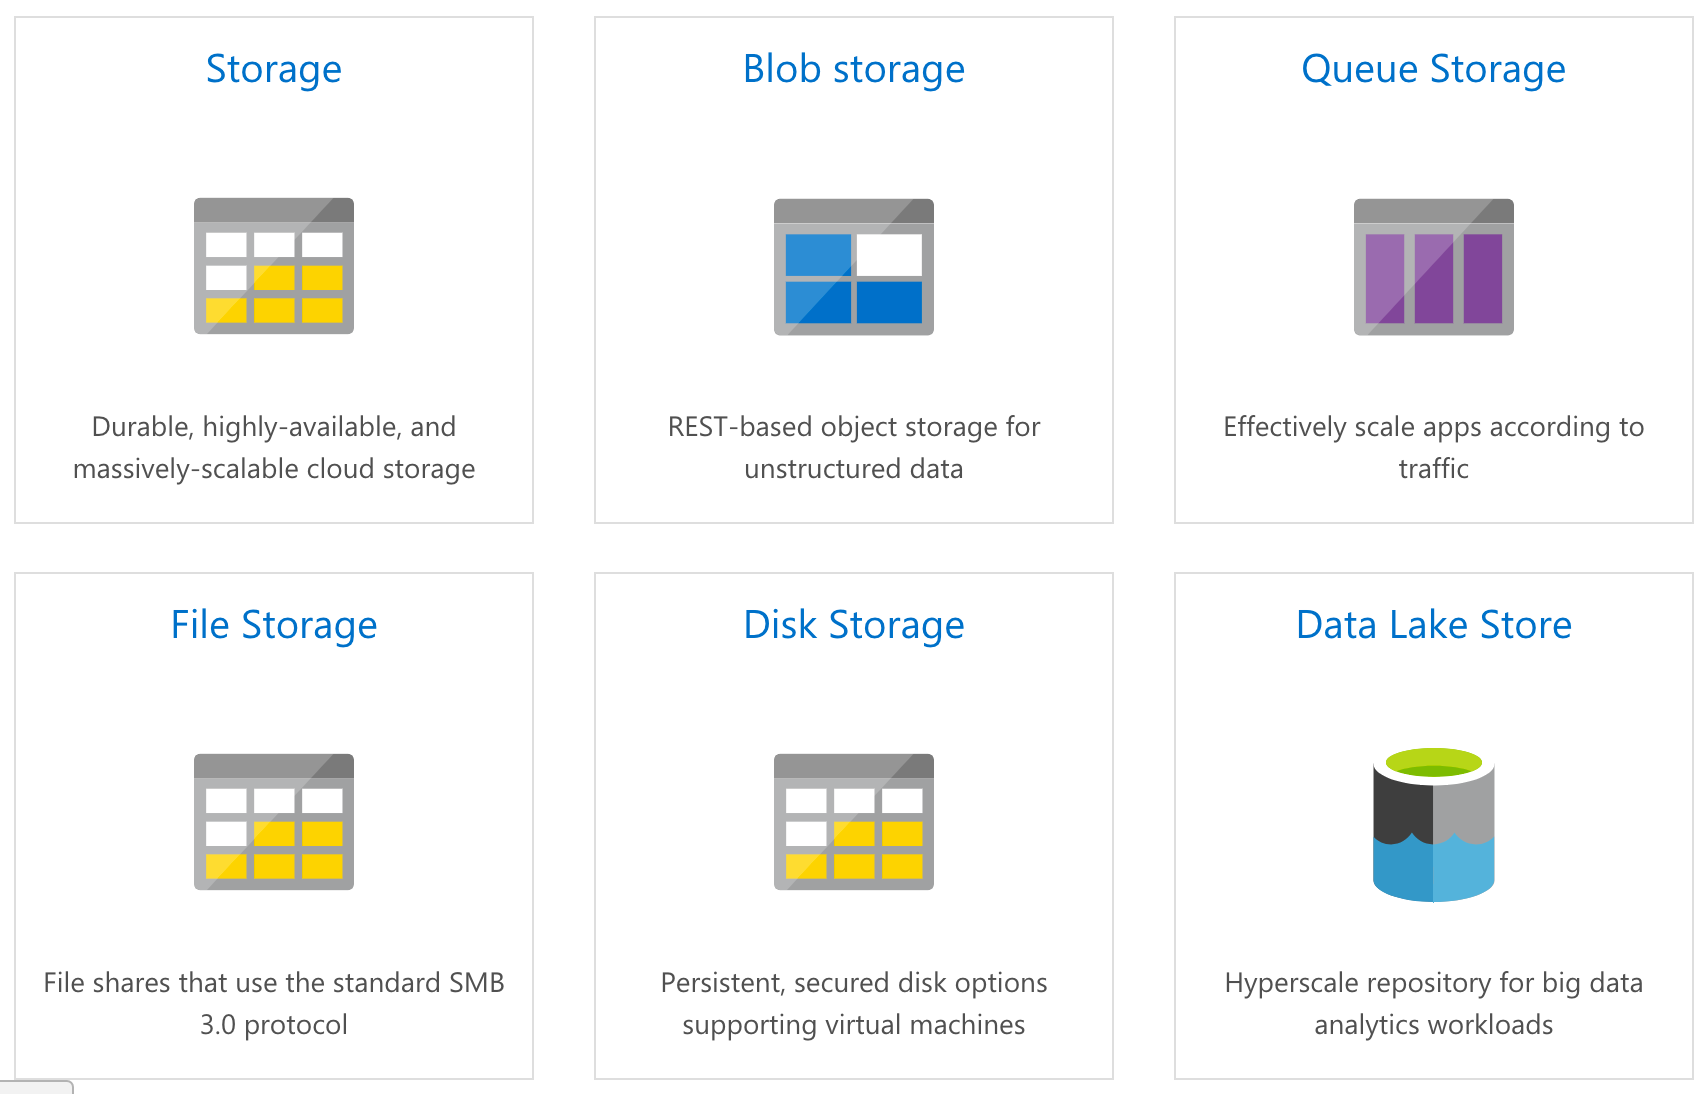 Storage
Durable, highly-available, and
massively-scalable cloud storage
Blob storage
REST-based object storage for
unstructured data
Queue Storage
Effectively scale apps according to
traffic
File Storage
File shares that use the standard SMB
3.0 protocol
Disk Storage
Persistent, secured disk options
supporting virtual machines
Data Lake Store
Hyperscale repository for big data
analytics workloads